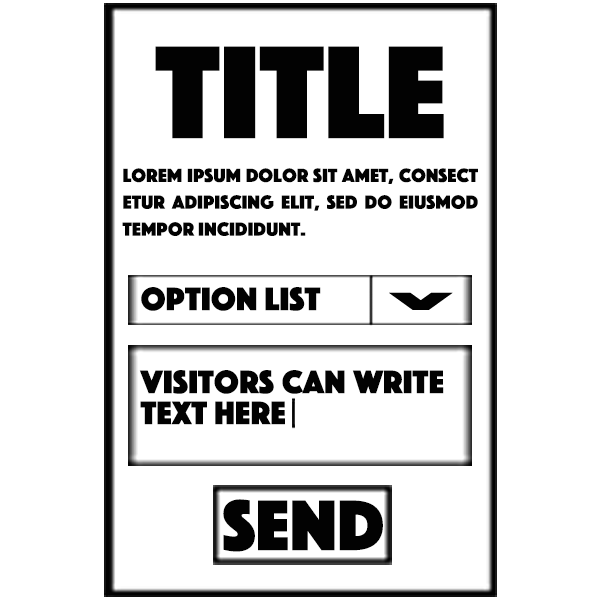 TITLE
LOREM IPSUM DOLOR SIT AMET, CONSECT
ETUR ADIPISCING ELIT, SED DO EIUSMOD
TEMPOR INCIDIDUNT.
OPTION LIST
VISITORS CAN WRITE
TEXT HERE
SEND